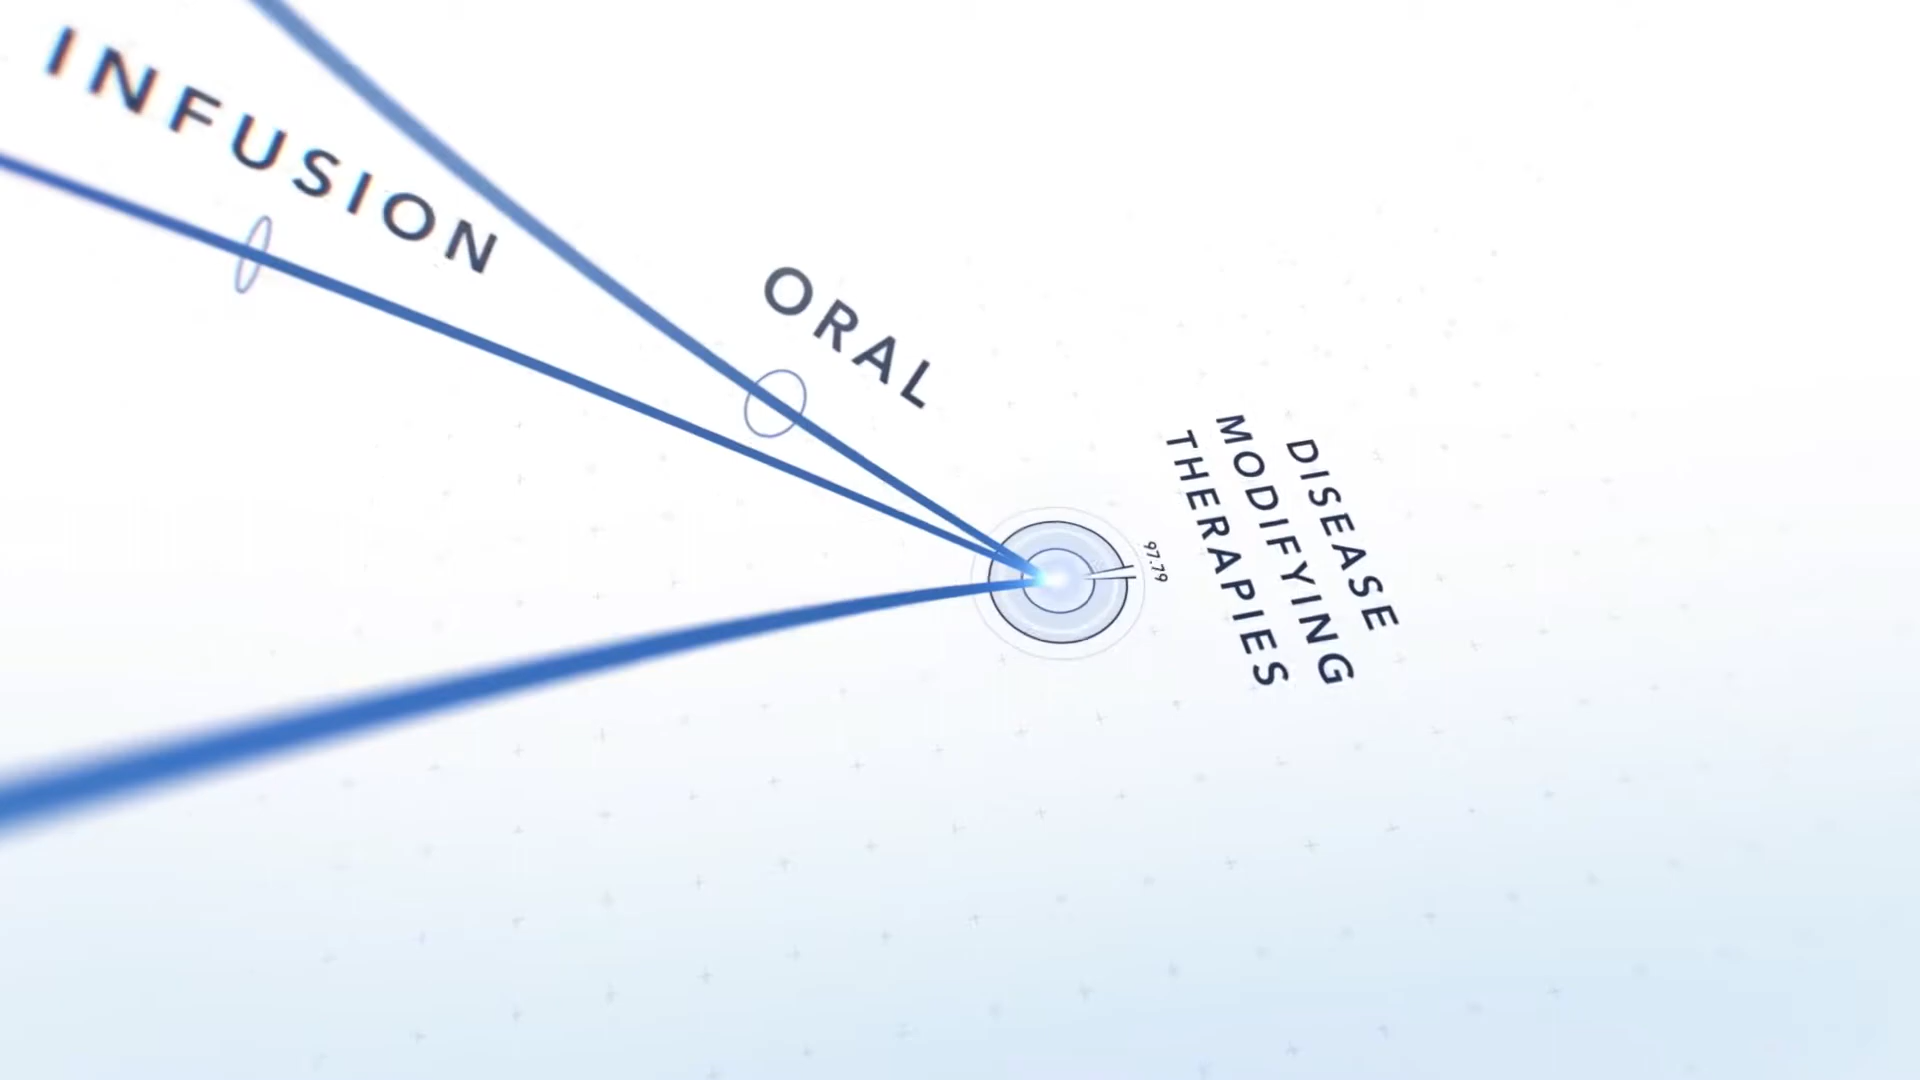 INFUSION
ORAL
DISEASE
MODIFYING
THERAPIES
97.79